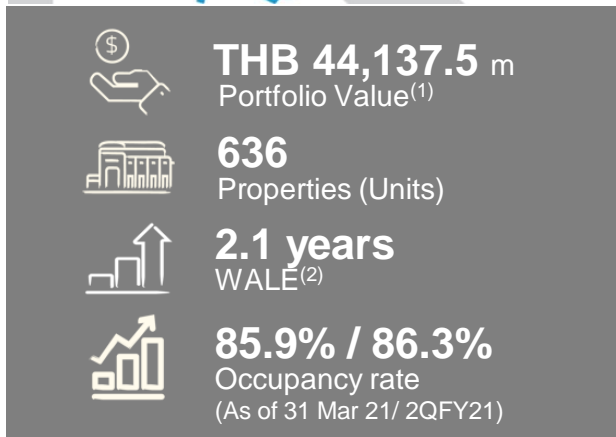 $
THB 44,137.5 m
Portfolio Value(1)
636
Properties (Units)
2.1 years
WALE(2)
85.9% / 86.3%
Occupancy rate
(As of 31 Mar 21/ 2QFY21)